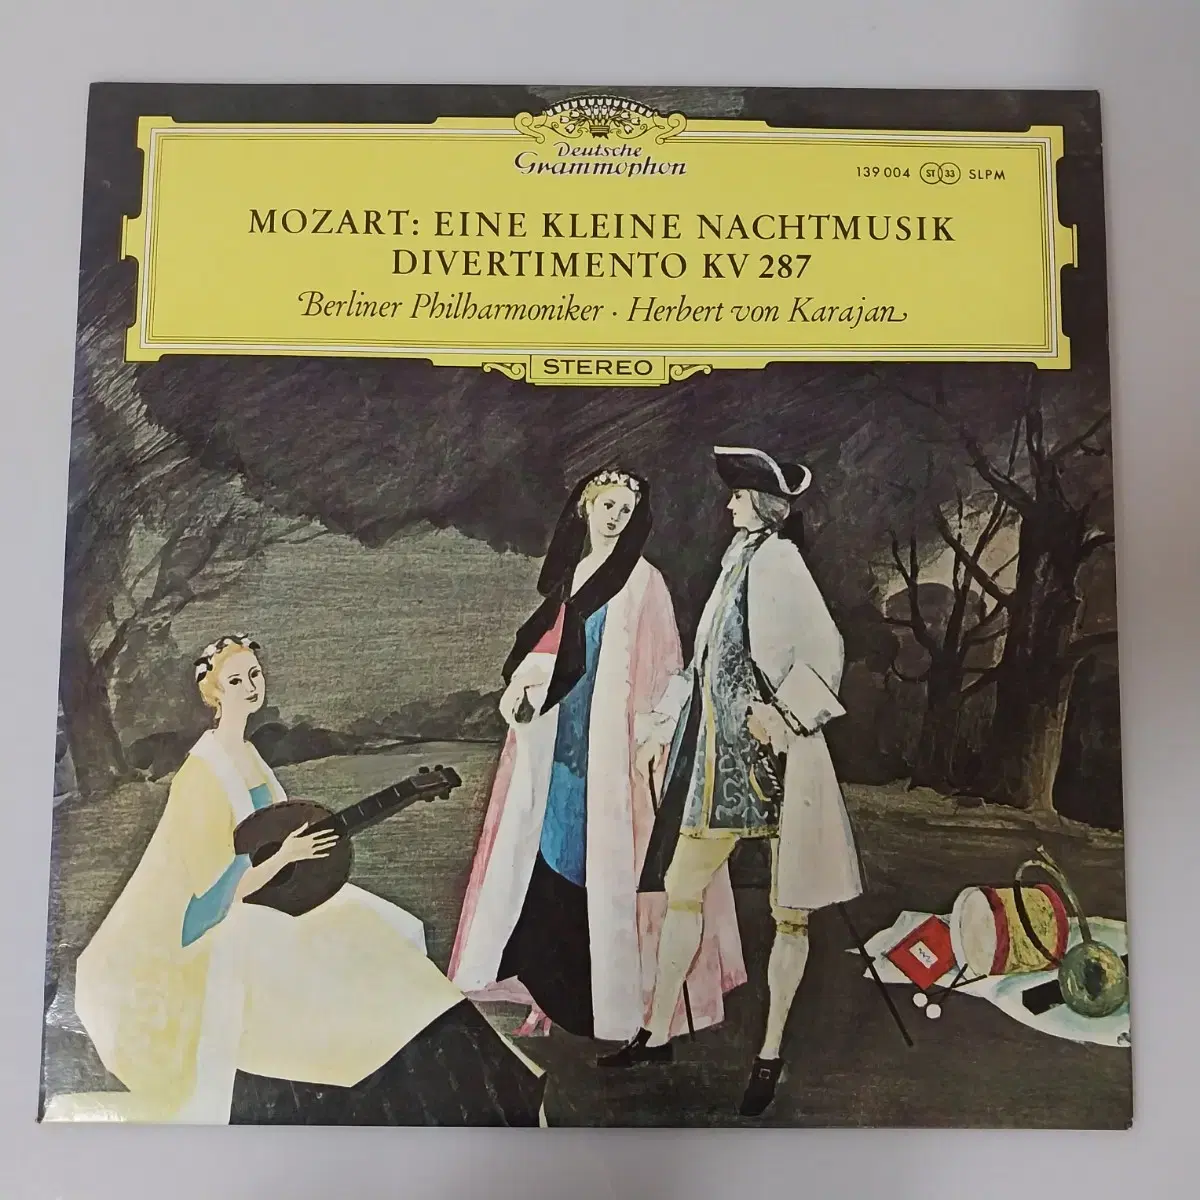 Deutsche
Grammophon
139 004 ST 33 SLPM
MOZART: EINE KLEINE NACHTMUSIK
DIVERTIMENTO KV 287
Berliner Philharmoniker · Herbert von Karajan
STEREO